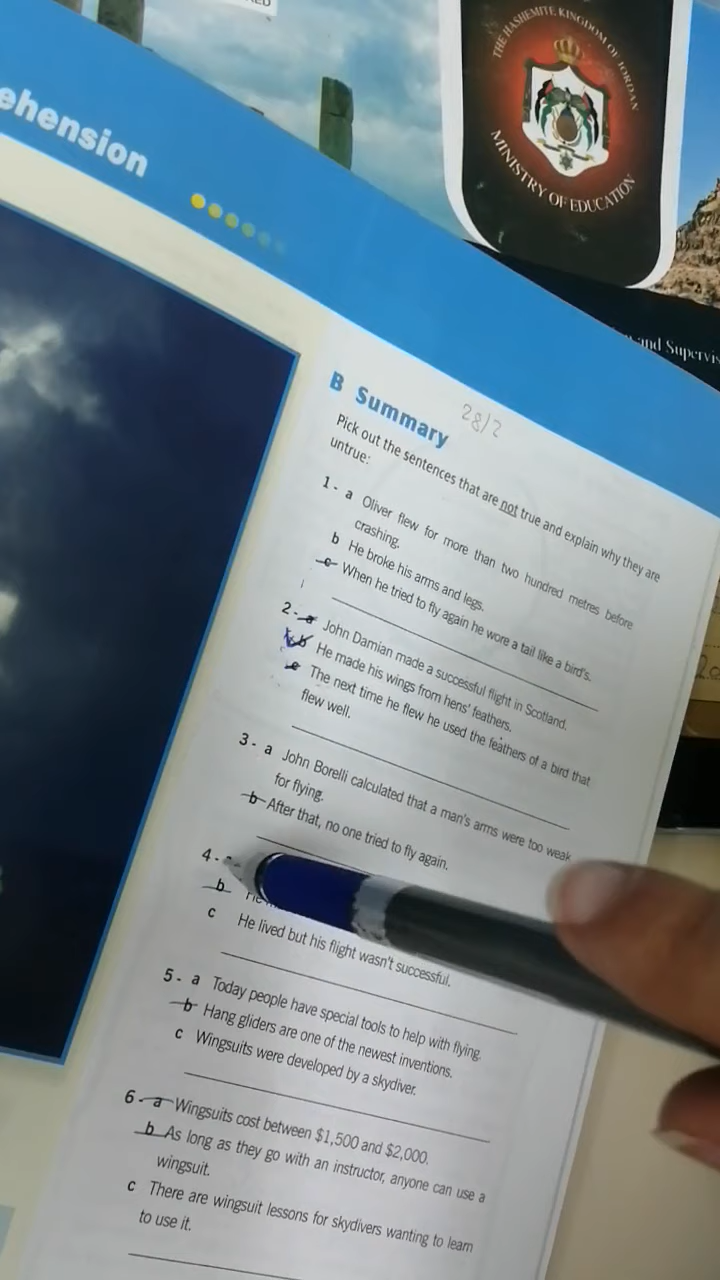 THE HASHEMITE KINGDOM OF JORDAN
MINISTRY OF EDUCATION
and Supervis
ehension
B Summary
28/2
Pick out the sentences that are not true and explain why they are
untrue:
1 - a Oliver flew for more than two hundred metres before
crashing.
b He broke his arms and legs.
c When he tried to fly again he wore a tail like a bird's.
2 - a John Damian made a successful flight in Scotland.
b He made his wings from hens' feathers.
c The next time he flew he used the feathers of a bird that
flew well.
3 - a John Borelli calculated that a man's arms were too weak
for flying.
b After that, no one tried to fly again.
4 -
b He
c He lived but his flight wasn't successful.
5 - a Today people have special tools to help with flying.
b Hang gliders are one of the newest inventions.
c Wingsuits were developed by a skydiver.
6 - a Wingsuits cost between $1,500 and $2,000.
b As long as they go with an instructor, anyone can use a
wingsuit.
c There are wingsuit lessons for skydivers wanting to learn
to use it.